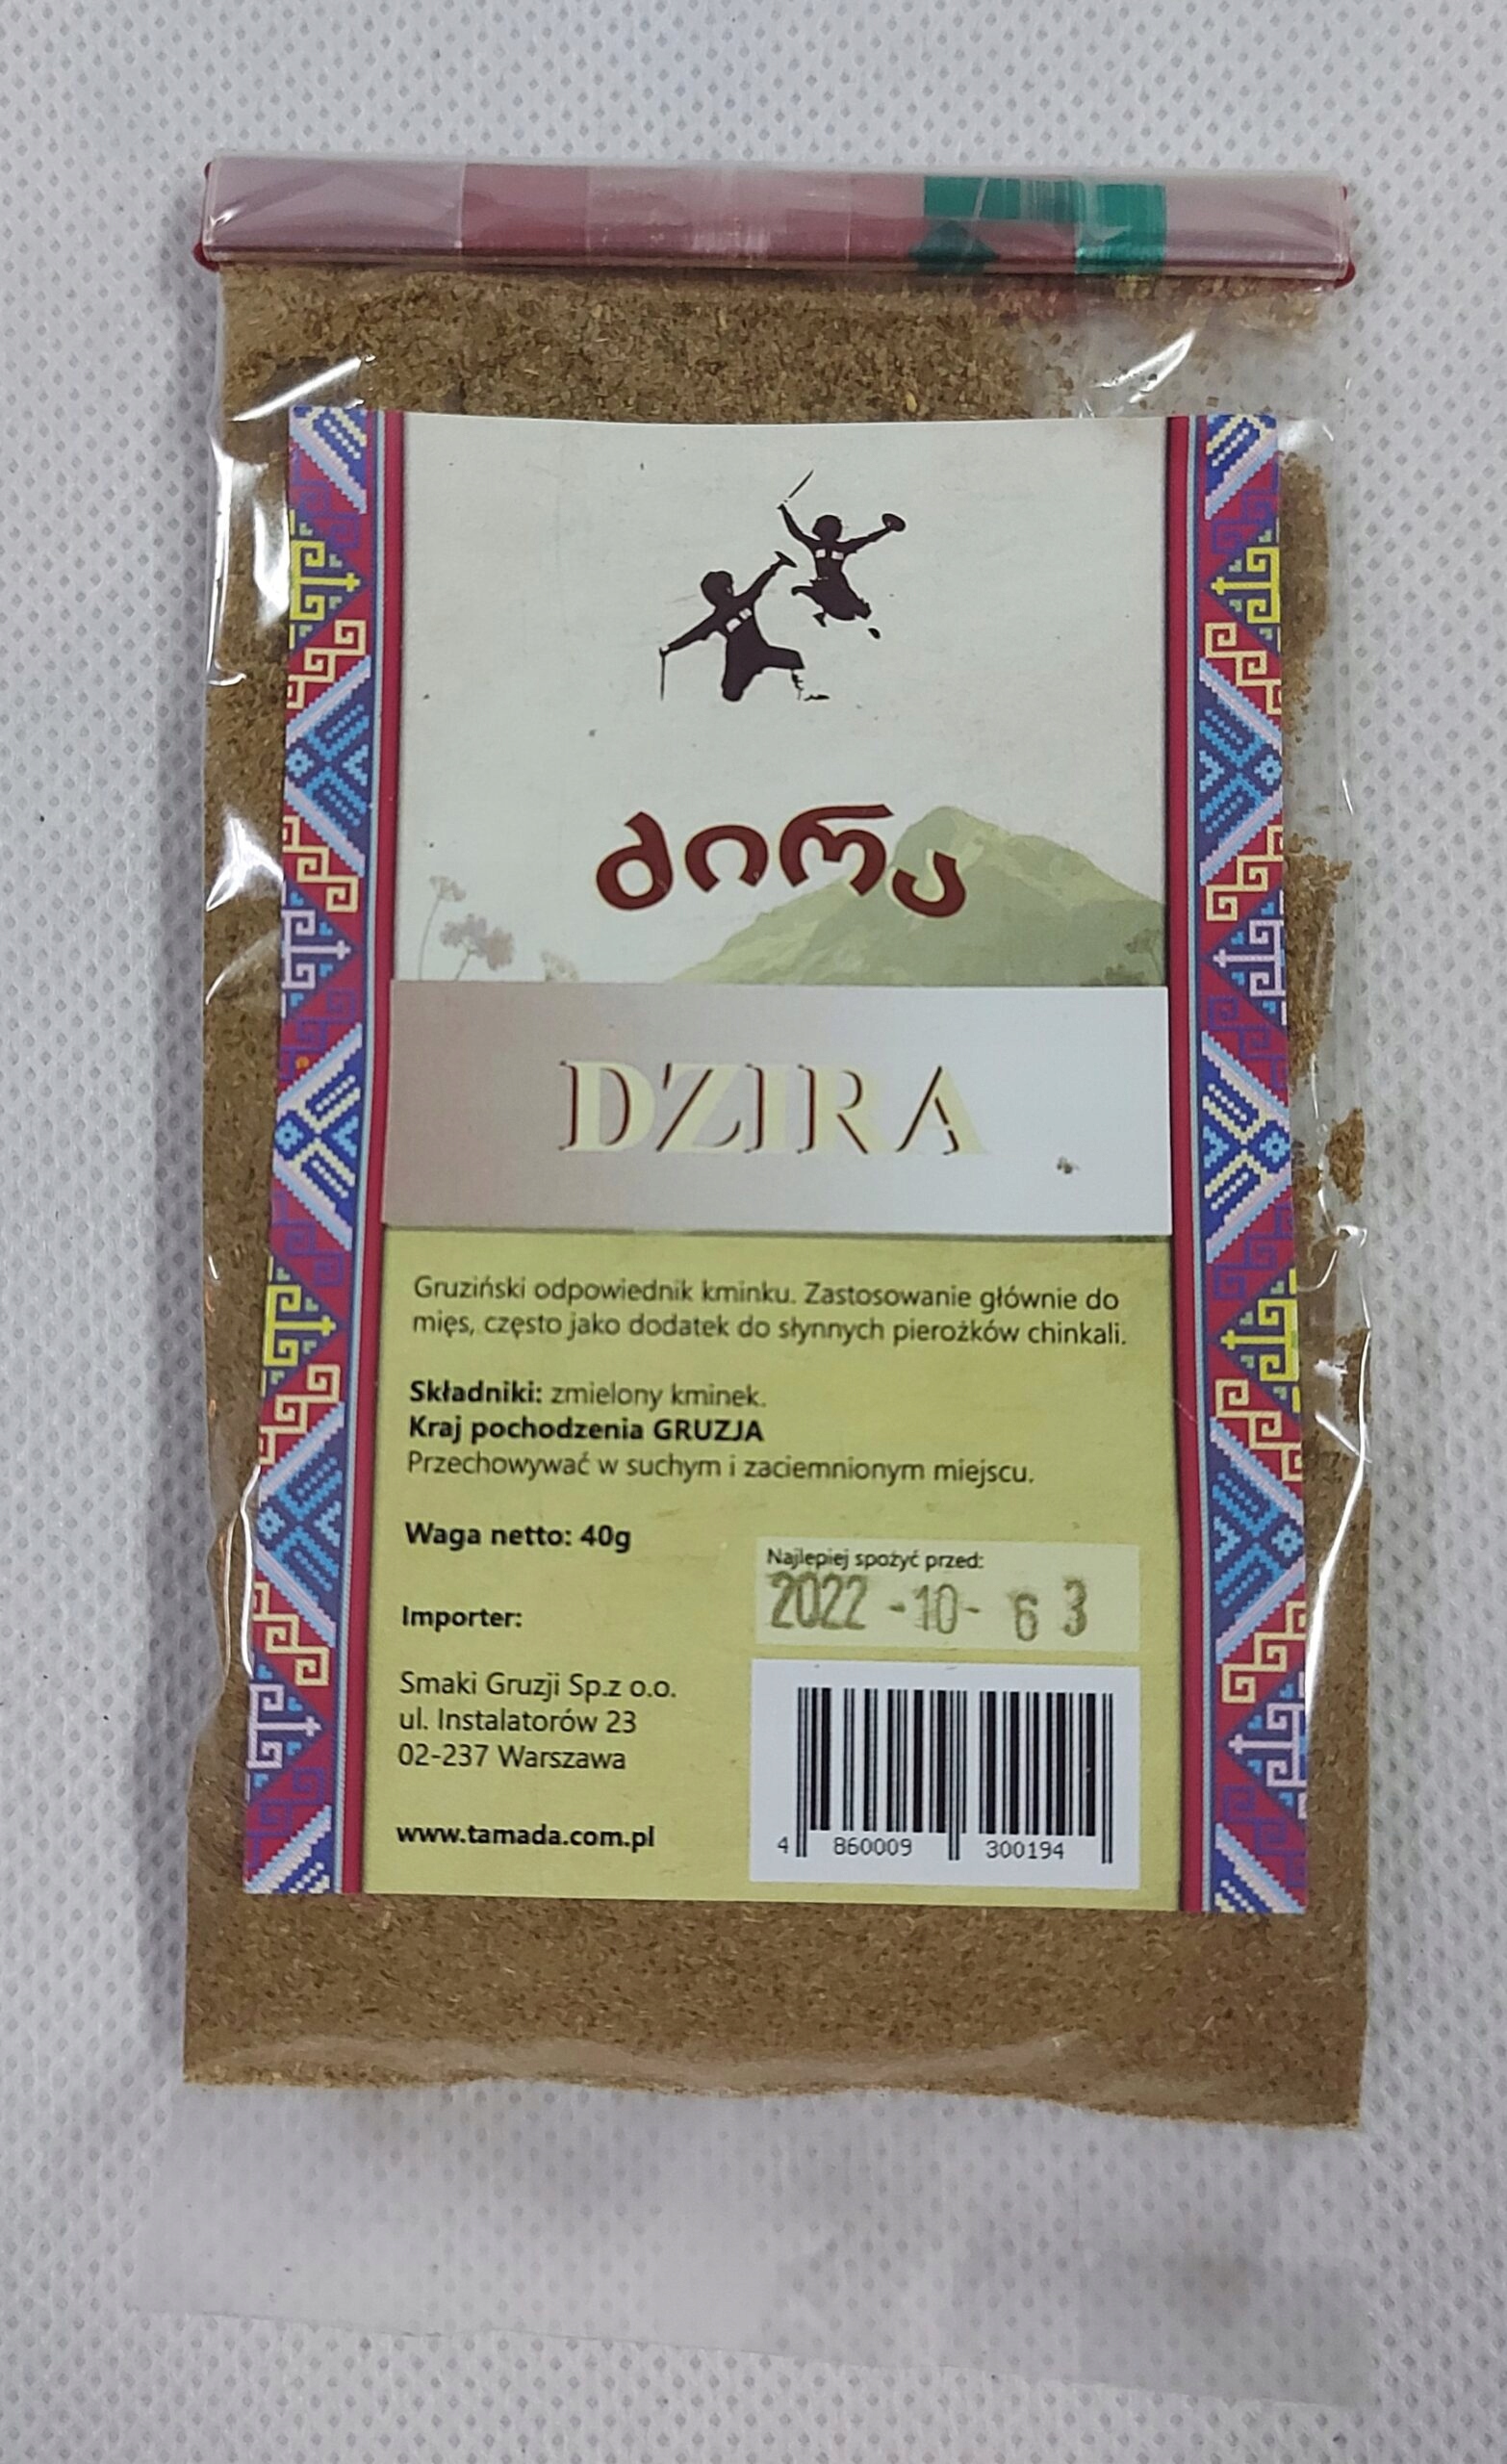 ძირა
DZIRA
Gruziński odpowiednik kminku. Zastosowanie głównie do
mięs, często jako dodatek do słynnych pierożków chinkali.
Składniki: zmielony kminek.
Kraj pochodzenia GRUZJA
Przechowywać w suchym i zaciemnionym miejscu.
Waga netto: 40g
Najlepiej spożyć przed:
2022 -10- 6 3
Importer:
Smaki Gruzji Sp.z o.o.
ul. Instalatorów 23
02-237 Warszawa
www.tamada.com.pl
4 860009 300194